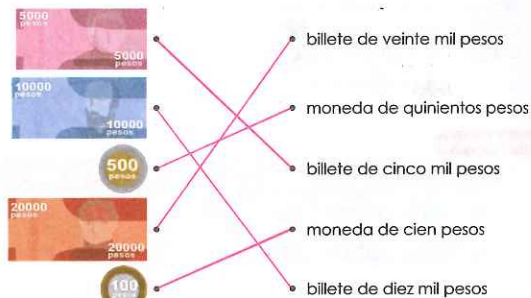 5000
pesos
5000
pesos
billete de veinte mil pesos
10000
pesos
10000
pesos
moneda de quinientos pesos
500
pesos
billete de cinco mil pesos
20000
pesos
20000
pesos
moneda de cien pesos
100
pesos
billete de diez mil pesos